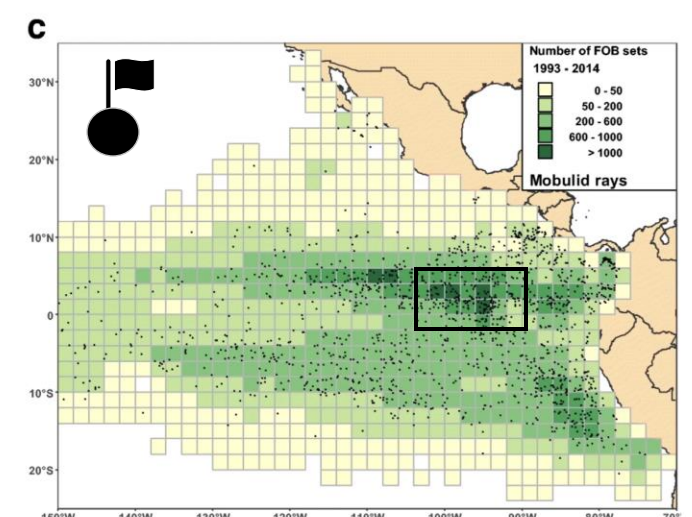 C
Number of FOB sets
1993 - 2014
0 - 50
50 - 200
200 - 600
600 - 1000
> 1000
Mobulid rays
30°N
20°N
10°N
0
10°S
20°S